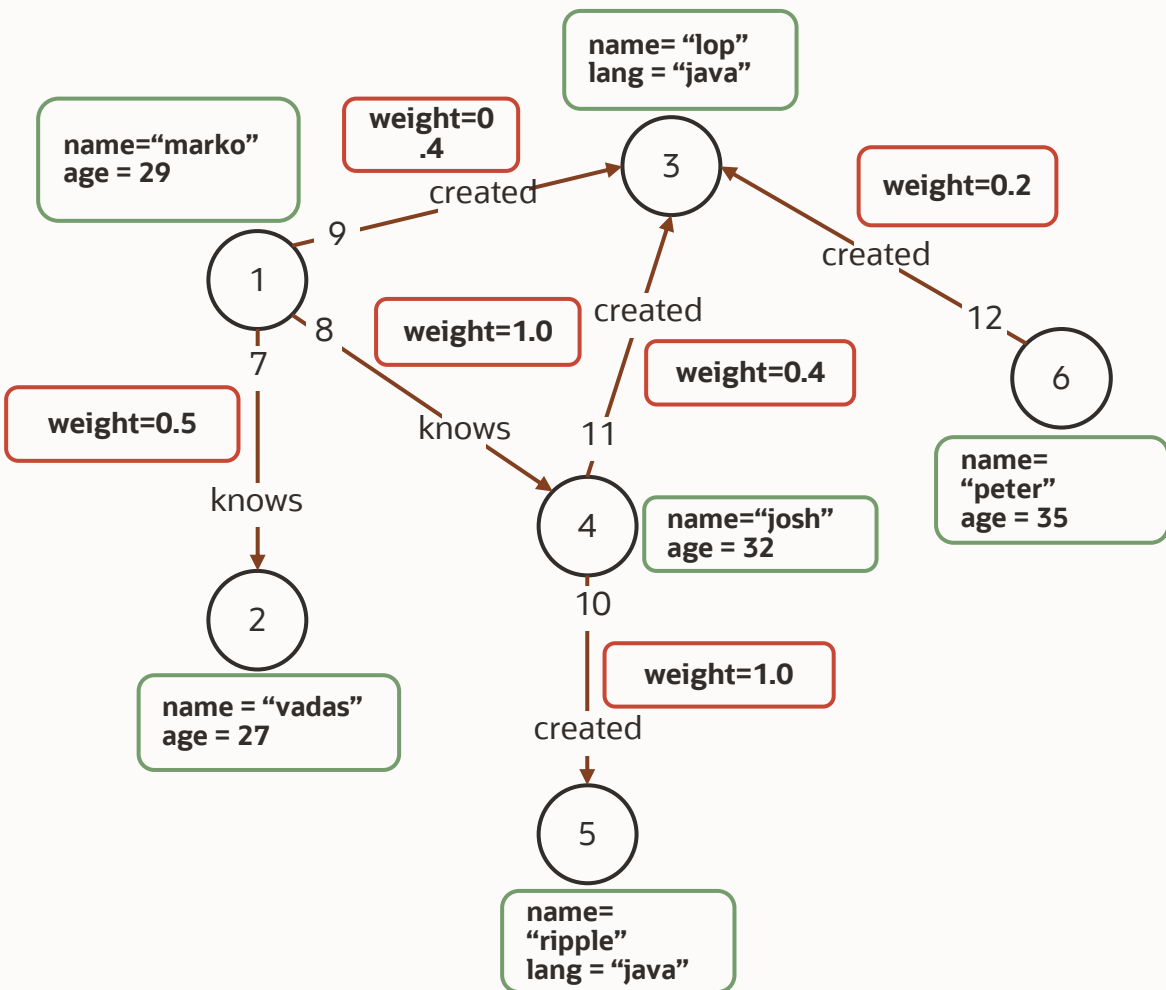 name= “lop”
lang = “java”
name=“marko”
age = 29
weight=0
.4
created
9
3
weight=0.2
created
12
1
8
weight=1.0
created
7
weight=0.4
6
weight=0.5
knows
11
name=
“peter”
age = 35
knows
4
name=“josh”
age = 32
10
2
weight=1.0
name = “vadas”
age = 27
created
5
name=
“ripple”
lang = “java”